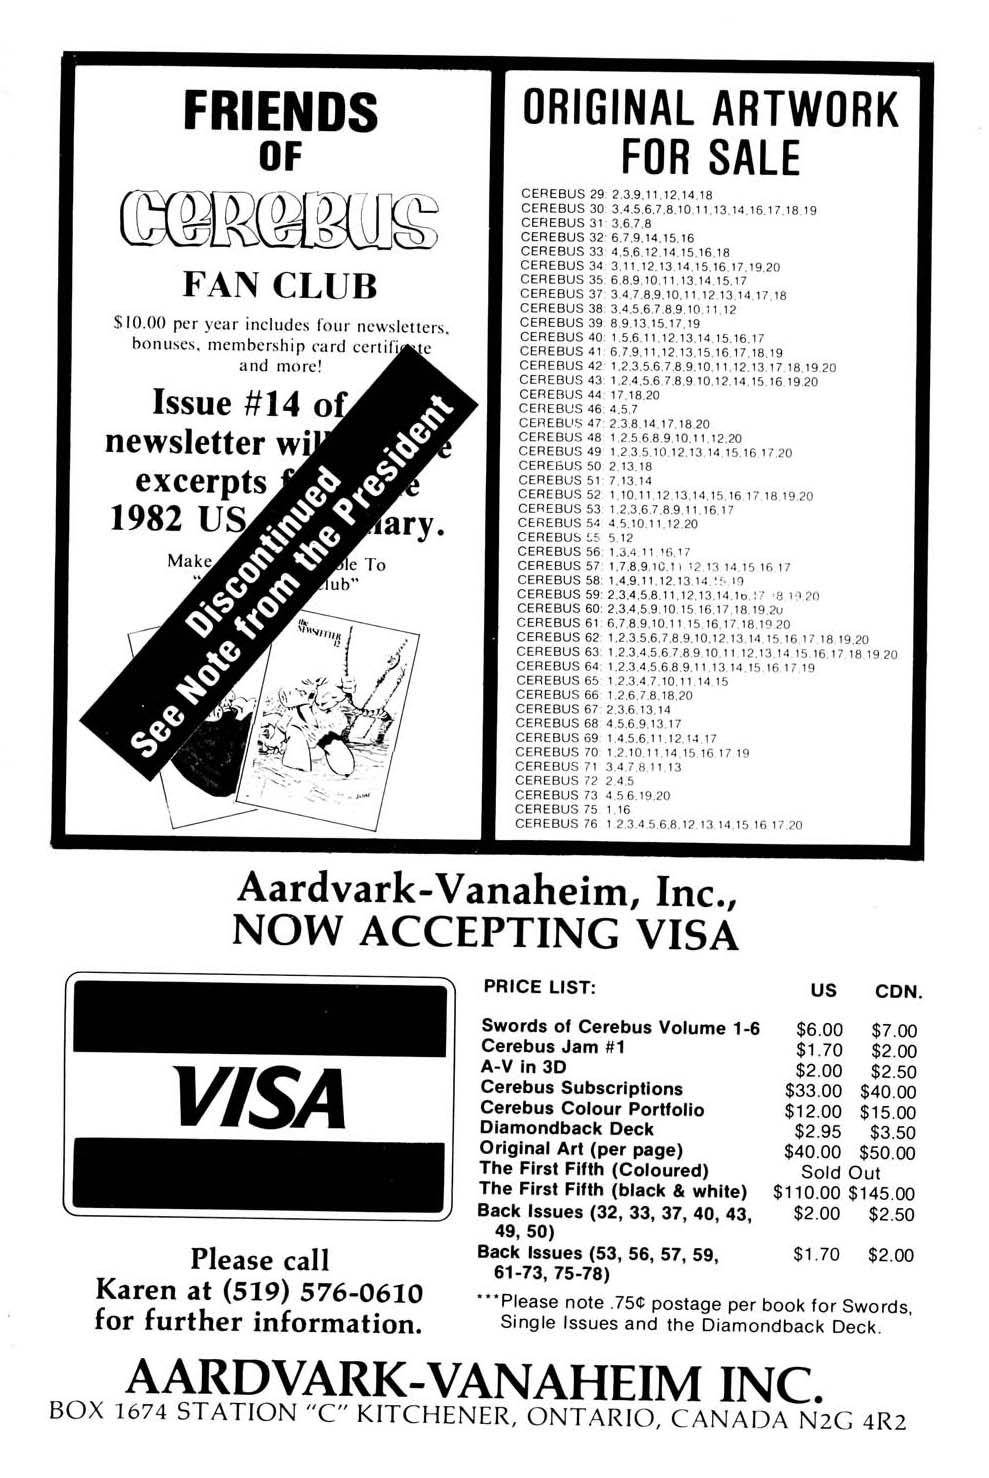 FRIENDS
OF
CEREBUS
FAN CLUB
$10.00 per year includes four newsletters,
bonuses, membership card certifi te
and more!
Issue #14 of
newsletter wil e
excerpts f e
1982 US ary.
Make ble To
" lub"
Discontinued
See Note from the President
the
NEWSLETTER
12
ORIGINAL ARTWORK
FOR SALE
CEREBUS 29: 2,3,9,11,12,14,18
CEREBUS 30: 3,4,5,6,7,8,10,11,13,14,16,17,18,19
CEREBUS 31: 3,6,7,8
CEREBUS 32: 6,7,9,14,15,16
CEREBUS 33: 4,5,6,12,14,15,16,18
CEREBUS 34: 3,11,12,13,14,15,16,17,19,20
CEREBUS 35: 6,8,9,10,11,13,14,15,17
CEREBUS 37: 3,4,7,8,9,10,11,12,13,14,17,18
CEREBUS 38: 3,4,5,6,7,8,9,10,11,12
CEREBUS 39: 8,9,13,15,17,19
CEREBUS 40: 1,5,6,11,12,13,14,15,16,17
CEREBUS 41: 6,7,9,11,12,13,15,16,17,18,19
CEREBUS 42: 1,2,3,5,6,7,8,9,10,11,12,13,17,18,19,20
CEREBUS 43: 1,2,4,5,6,7,8,9,10,12,14,15,16,19,20
CEREBUS 44: 17,18,20
CEREBUS 46: 4,5,7
CEREBUS 47: 2,3,8,14,17,18,20
CEREBUS 48: 1,2,5,6,8,9,10,11,12,20
CEREBUS 49: 1,2,3,5,10,12,13,14,15,16,17,20
CEREBUS 50: 2,13,18
CEREBUS 51: 7,13,14
CEREBUS 52: 1,10,11,12,13,14,15,16,17,18,19,20
CEREBUS 53: 1,2,3,6,7,8,9,11,16,17
CEREBUS 54: 4,5,10,11,12,20
CEREBUS 55: 5,12
CEREBUS 56: 1,3,4,11,16,17
CEREBUS 57: 1,7,8,9,10,11,12,13,14,15,16,17
CEREBUS 58: 1,4,9,11,12,13,14,15,19
CEREBUS 59: 2,3,4,5,8,11,12,13,14,16,17,18,19,20
CEREBUS 60: 2,3,4,5,9,10,15,16,17,18,19,20
CEREBUS 61: 6,7,8,9,10,11,15,16,17,18,19,20
CEREBUS 62: 1,2,3,5,6,7,8,9,10,12,13,14,15,16,17,18,19,20
CEREBUS 63: 1,2,3,4,5,6,7,8,9,10,11,12,13,14,15,16,17,18,19,20
CEREBUS 64: 1,2,3,4,5,6,8,9,11,13,14,15,16,17,19
CEREBUS 65: 1,2,3,4,7,10,11,14,15
CEREBUS 66: 1,2,6,7,8,18,20
CEREBUS 67: 2,3,6,13,14
CEREBUS 68: 4,5,6,9,13,17
CEREBUS 69: 1,4,5,6,11,12,14,17
CEREBUS 70: 1,2,10,11,14,15,16,17,19
CEREBUS 71: 3,4,7,8,11,13
CEREBUS 72: 2,4,5
CEREBUS 73: 4,5,6,19,20
CEREBUS 75: 1,16
CEREBUS 76: 1,2,3,4,5,6,8,12,13,14,15,16,17,20
Aardvark-Vanaheim, Inc.,
NOW ACCEPTING VISA
VISA
Please call
Karen at (519) 576-0610
for further information.
PRICE LIST: US CDN.
Swords of Cerebus Volume 1-6 $6.00 $7.00
Cerebus Jam #1 $1.70 $2.00
A-V in 3D $2.00 $2.50
Cerebus Subscriptions $33.00 $40.00
Cerebus Colour Portfolio $12.00 $15.00
Diamondback Deck $2.95 $3.50
Original Art (per page) $40.00 $50.00
The First Fifth (Coloured) Sold Out
The First Fifth (black & white) $110.00 $145.00
Back Issues (32, 33, 37, 40, 43, $2.00 $2.50
49, 50)
Back Issues (53, 56, 57, 59, $1.70 $2.00
61-73, 75-78)
***Please note .75¢ postage per book for Swords,
Single Issues and the Diamondback Deck.
AARDVARK-VANAHEIM INC.
BOX 1674 STATION "C" KITCHENER, ONTARIO, CANADA N2G 4R2